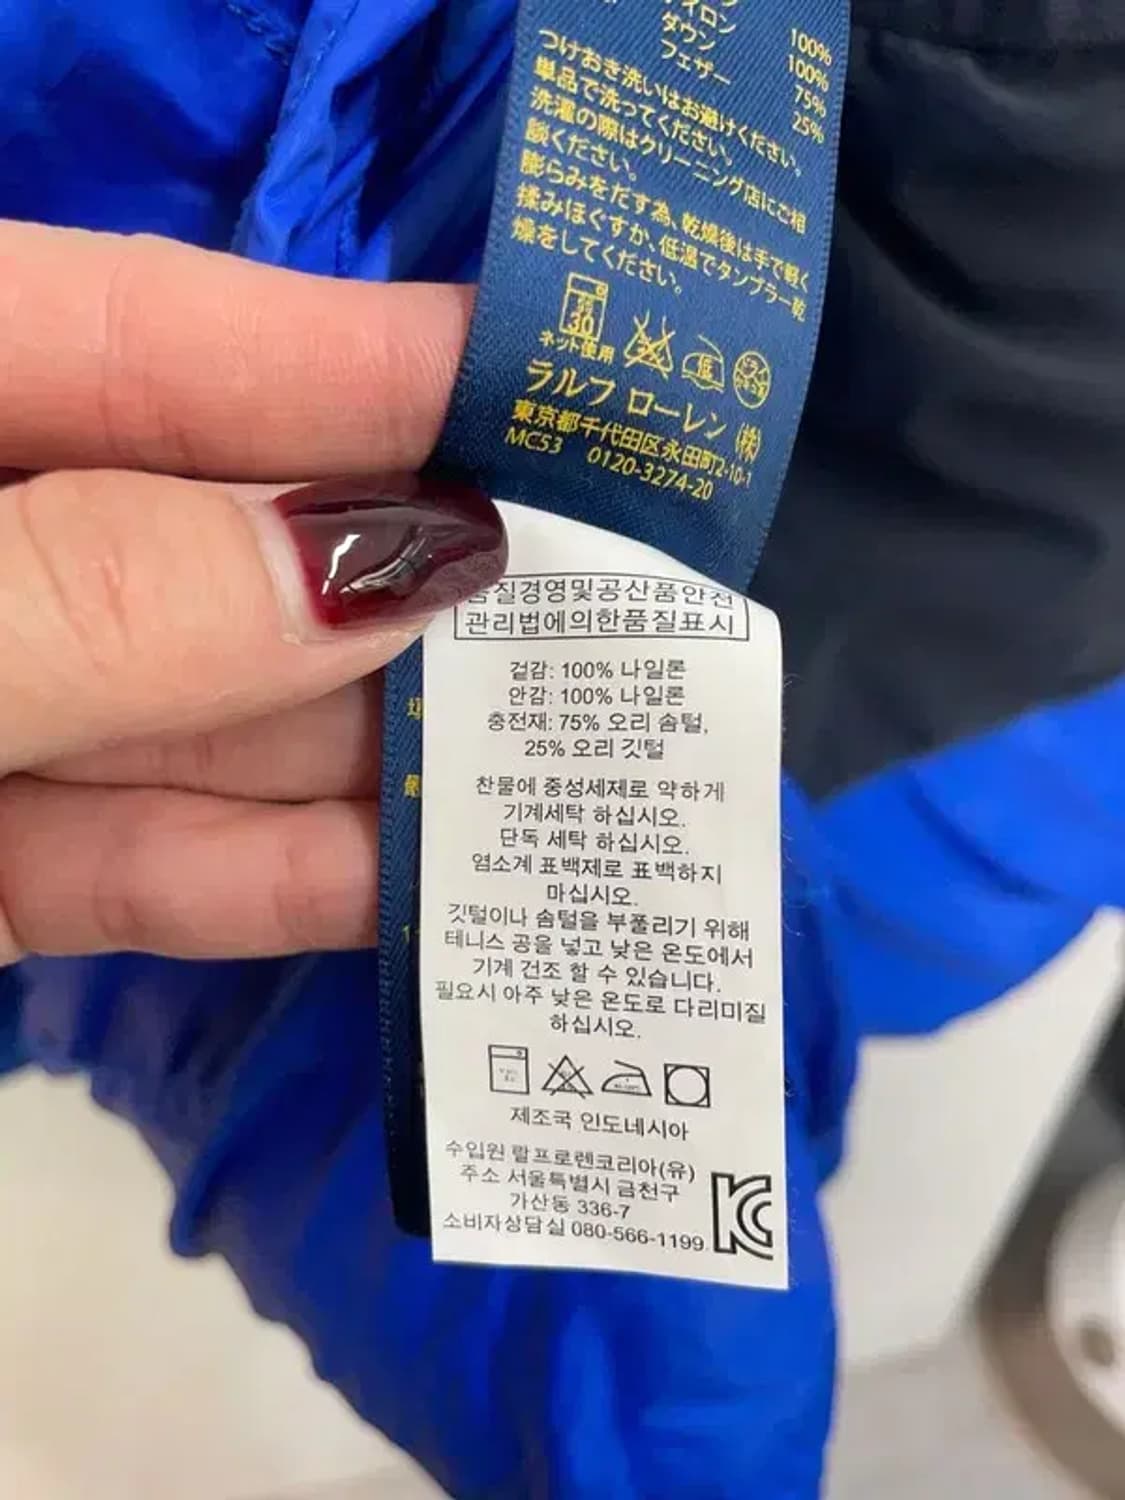 100%
ダウン 100%
フェザー 75%
25%
つけおき洗いはお避けください。
単品で洗ってください。
洗濯の際はクリーニング店にご相
談ください。
膨らみをだす為、乾燥後は手で軽く
揉みほぐすか、低温でタンブラー乾
燥をしてください。
30
ネット使用
低
ドライ
ラルフ ローレン (株)
東京都千代田区永田町2-10-1
MC53 0120-3274-20
품질경영및공산품안전
관리법에의한품질표시
겉감: 100% 나일론
안감: 100% 나일론
충전재: 75% 오리 솜털,
25% 오리 깃털
찬물에 중성세제로 약하게
기계세탁 하십시오.
단독 세탁 하십시오.
염소계 표백제로 표백하지
마십시오.
깃털이나 솜털을 부풀리기 위해
테니스 공을 넣고 낮은 온도에서
기계 건조 할 수 있습니다.
필요시 아주 낮은 온도로 다리미질
하십시오.
제조국 인도네시아
수입원 랄프로렌코리아(유)
주소 서울특별시 금천구
가산동 336-7
소비자상담실 080-566-1199
KC